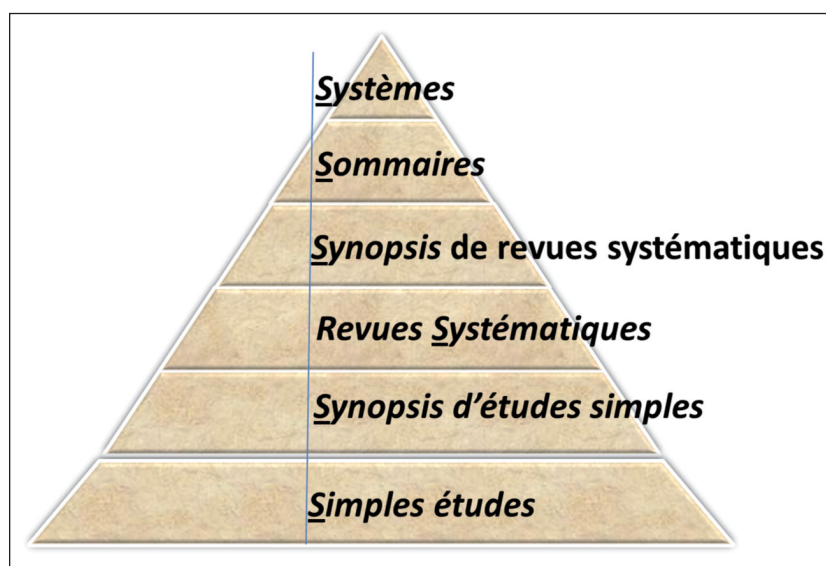 Systèmes
Sommaires
Synopsis de revues systématiques
Revues Systématiques
Synopsis d'études simples
Simples études